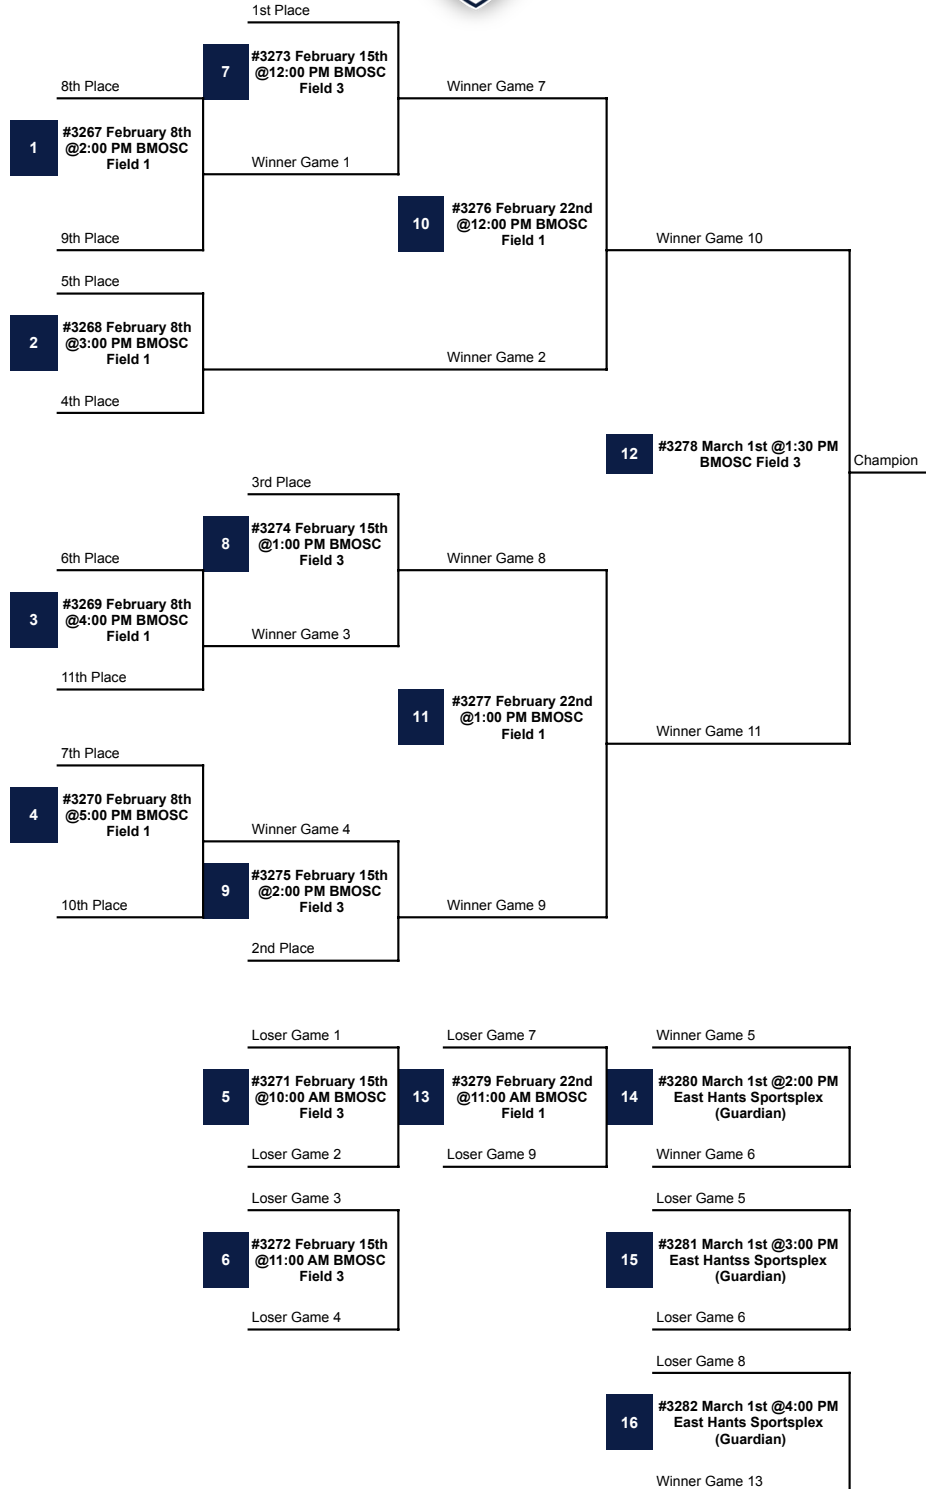 1st Place
7
#3273 February 15th
@12:00 PM BMOSC
Field 3
8th Place
Winner Game 7
1
#3267 February 8th
@2:00 PM BMOSC
Field 1
Winner Game 1
10
#3276 February 22nd
@12:00 PM BMOSC
Field 1
9th Place
Winner Game 10
5th Place
2
#3268 February 8th
@3:00 PM BMOSC
Field 1
Winner Game 2
4th Place
12
#3278 March 1st @1:30 PM
BMOSC Field 3
Champion
3rd Place
8
#3274 February 15th
@1:00 PM BMOSC
Field 3
6th Place
Winner Game 8
3
#3269 February 8th
@4:00 PM BMOSC
Field 1
Winner Game 3
11th Place
11
#3277 February 22nd
@1:00 PM BMOSC
Field 1
Winner Game 11
7th Place
4
#3270 February 8th
@5:00 PM BMOSC
Field 1
Winner Game 4
9
#3275 February 15th
@2:00 PM BMOSC
Field 3
10th Place
Winner Game 9
2nd Place
Loser Game 1
Loser Game 7
Winner Game 5
5
#3271 February 15th
@10:00 AM BMOSC
Field 3
13
#3279 February 22nd
@11:00 AM BMOSC
Field 1
14
#3280 March 1st @2:00 PM
East Hants Sportsplex
(Guardian)
Loser Game 2
Loser Game 9
Winner Game 6
Loser Game 3
Loser Game 5
6
#3272 February 15th
@11:00 AM BMOSC
Field 3
15
#3281 March 1st @3:00 PM
East Hantss Sportsplex
(Guardian)
Loser Game 4
Loser Game 6
Loser Game 8
16
#3282 March 1st @4:00 PM
East Hants Sportsplex
(Guardian)
Winner Game 13